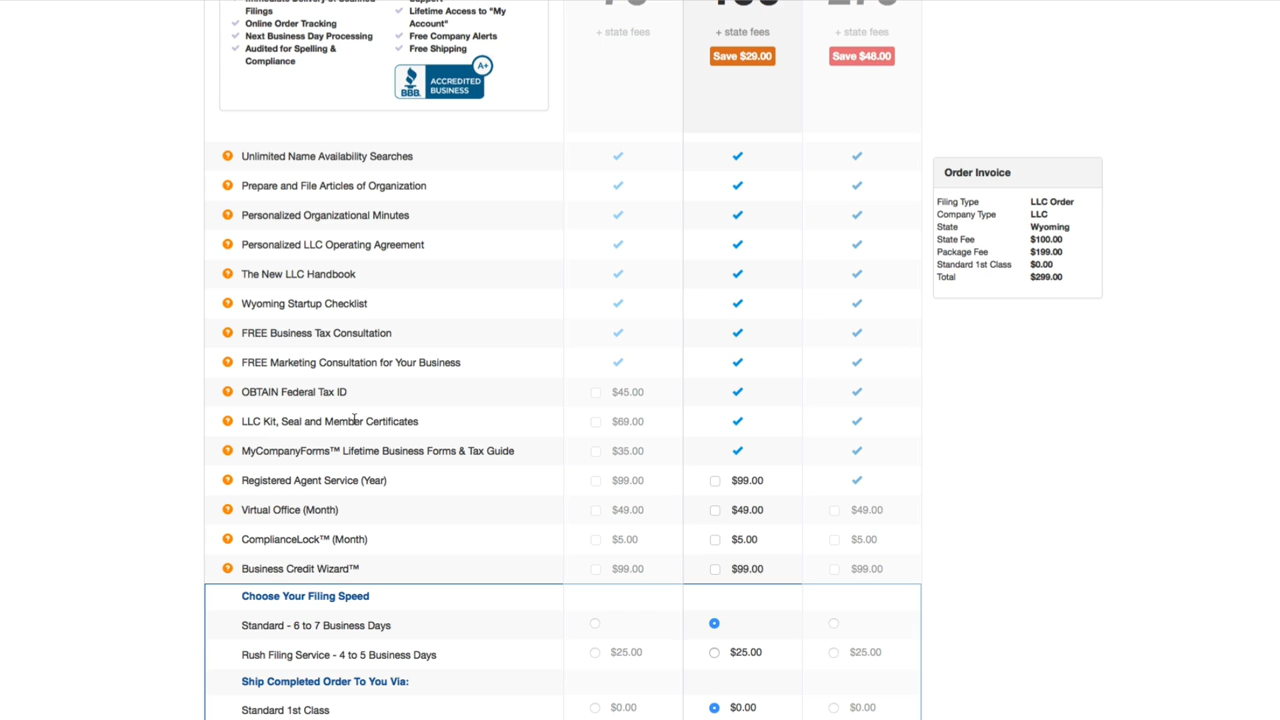 Filings
Online Order Tracking
Next Business Day Processing
Audited for Spelling &
Compliance
Lifetime Access to "My
Account"
Free Company Alerts
Free Shipping
A+
BBB.
ACCREDITED
BUSINESS
+ state fees
+ state fees
+ state fees
Save $29.00
Save $48.00
Unlimited Name Availability Searches
Prepare and File Articles of Organization
Personalized Organizational Minutes
Personalized LLC Operating Agreement
The New LLC Handbook
Wyoming Startup Checklist
FREE Business Tax Consultation
FREE Marketing Consultation for Your Business
OBTAIN Federal Tax ID $45.00
LLC Kit, Seal and Member Certificates $69.00
MyCompanyForms™ Lifetime Business Forms & Tax Guide $35.00
Registered Agent Service (Year) $99.00 $99.00
Virtual Office (Month) $49.00 $49.00 $49.00
ComplianceLock™ (Month) $5.00 $5.00 $5.00
Business Credit Wizard™ $99.00 $99.00 $99.00
Choose Your Filing Speed
Standard - 6 to 7 Business Days
Rush Filing Service - 4 to 5 Business Days $25.00 $25.00 $25.00
Ship Completed Order To You Via:
Standard 1st Class $0.00 $0.00 $0.00
Order Invoice
Filing Type LLC Order
Company Type LLC
State Wyoming
State Fee $100.00
Package Fee $199.00
Standard 1st Class $0.00
Total $299.00